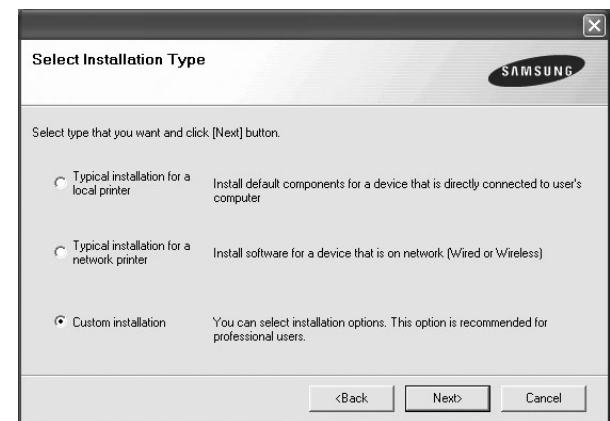 Select Installation Type
SAMSUNG
Select type that you want and click [Next] button.
Typical installation for a
local printer
Install default components for a device that is directly connected to user's
computer
Typical installation for a
network printer
Install software for a device that is on network (Wired or Wireless)
Custom installation
You can select installation options. This option is recommended for
professional users.
<Back
Next>
Cancel